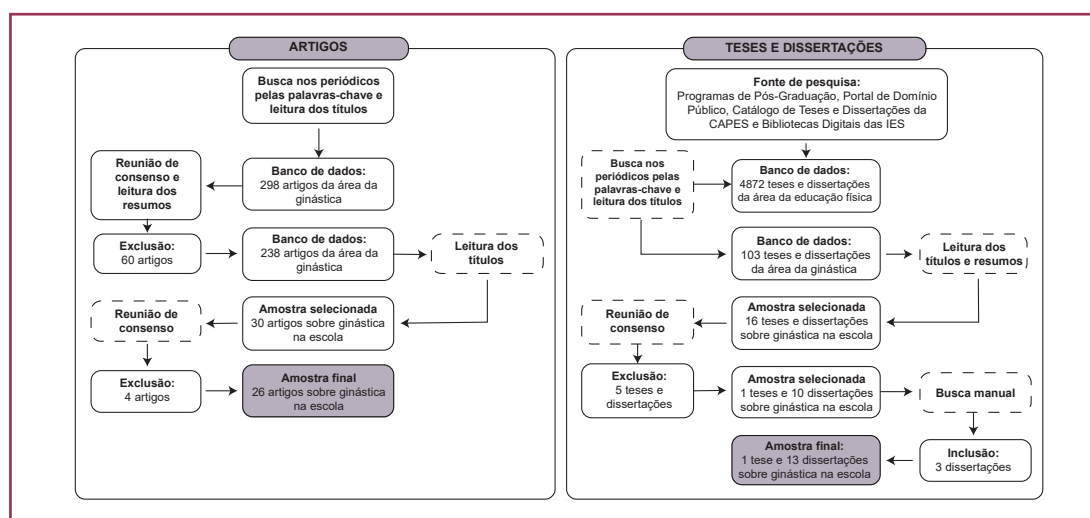 ARTIGOS
Busca nos periódicos
pelas palavras-chave e
leitura dos títulos
Reunião de
consenso e
leitura dos
resumos
Banco de dados:
298 artigos da área da
ginástica
Exclusão:
60 artigos
Banco de dados:
238 artigos da área da
ginástica
Leitura dos
títulos
Reunião de
consenso
Amostra selecionada
30 artigos sobre ginástica
na escola
Exclusão:
4 artigos
Amostra final
26 artigos sobre ginástica
na escola
TESES E DISSERTAÇÕES
Fonte de pesquisa:
Programas de Pós-Graduação, Portal de Domínio
Público, Catálogo de Teses e Dissertações da
CAPES e Bibliotecas Digitais das IES
Busca nos
periódicos pelas
palavras-chave e
leitura dos títulos
Banco de dados:
4872 teses e dissertações
da área da educação física
Banco de dados:
103 teses e dissertações
da área da ginástica
Leitura dos
títulos e resumos
Reunião de
consenso
Amostra selecionada
16 teses e dissertações
sobre ginástica na escola
Exclusão:
5 teses e
dissertações
Amostra selecionada
1 teses e 10 dissertações
sobre ginástica na escola
Busca manual
Amostra final:
1 tese e 13 dissertações
sobre ginástica na escola
Inclusão:
3 dissertações